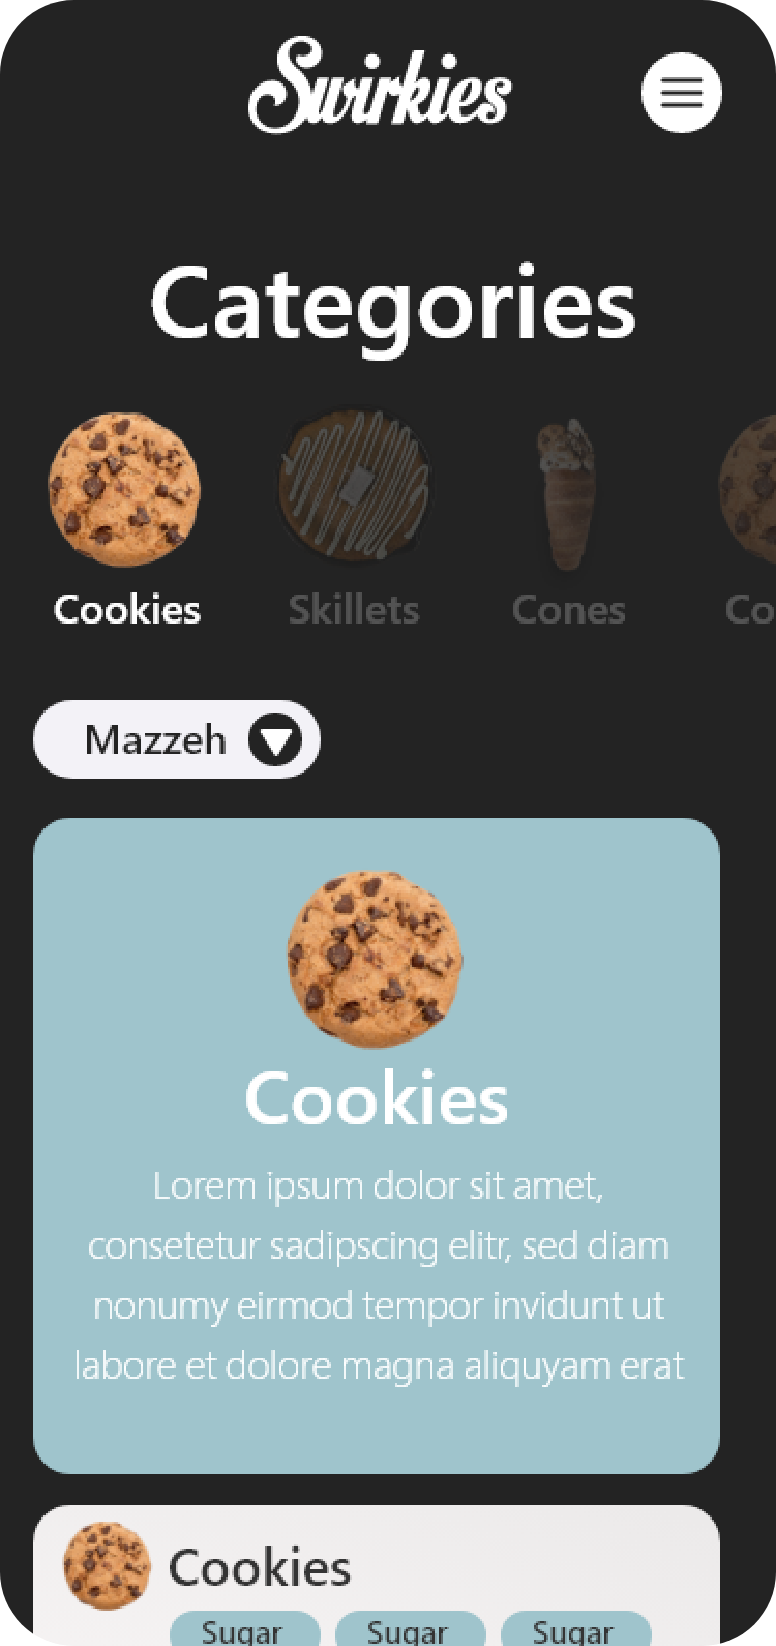 Swirkies
Categories
Cookies
Skillets
Cones
Co
Mazzeh
Cookies
Lorem ipsum dolor sit amet,
consetetur sadipscing elitr, sed diam
nonumy eirmod tempor invidunt ut
labore et dolore magna aliquyam erat
Cookies
Sugar Sugar Sugar